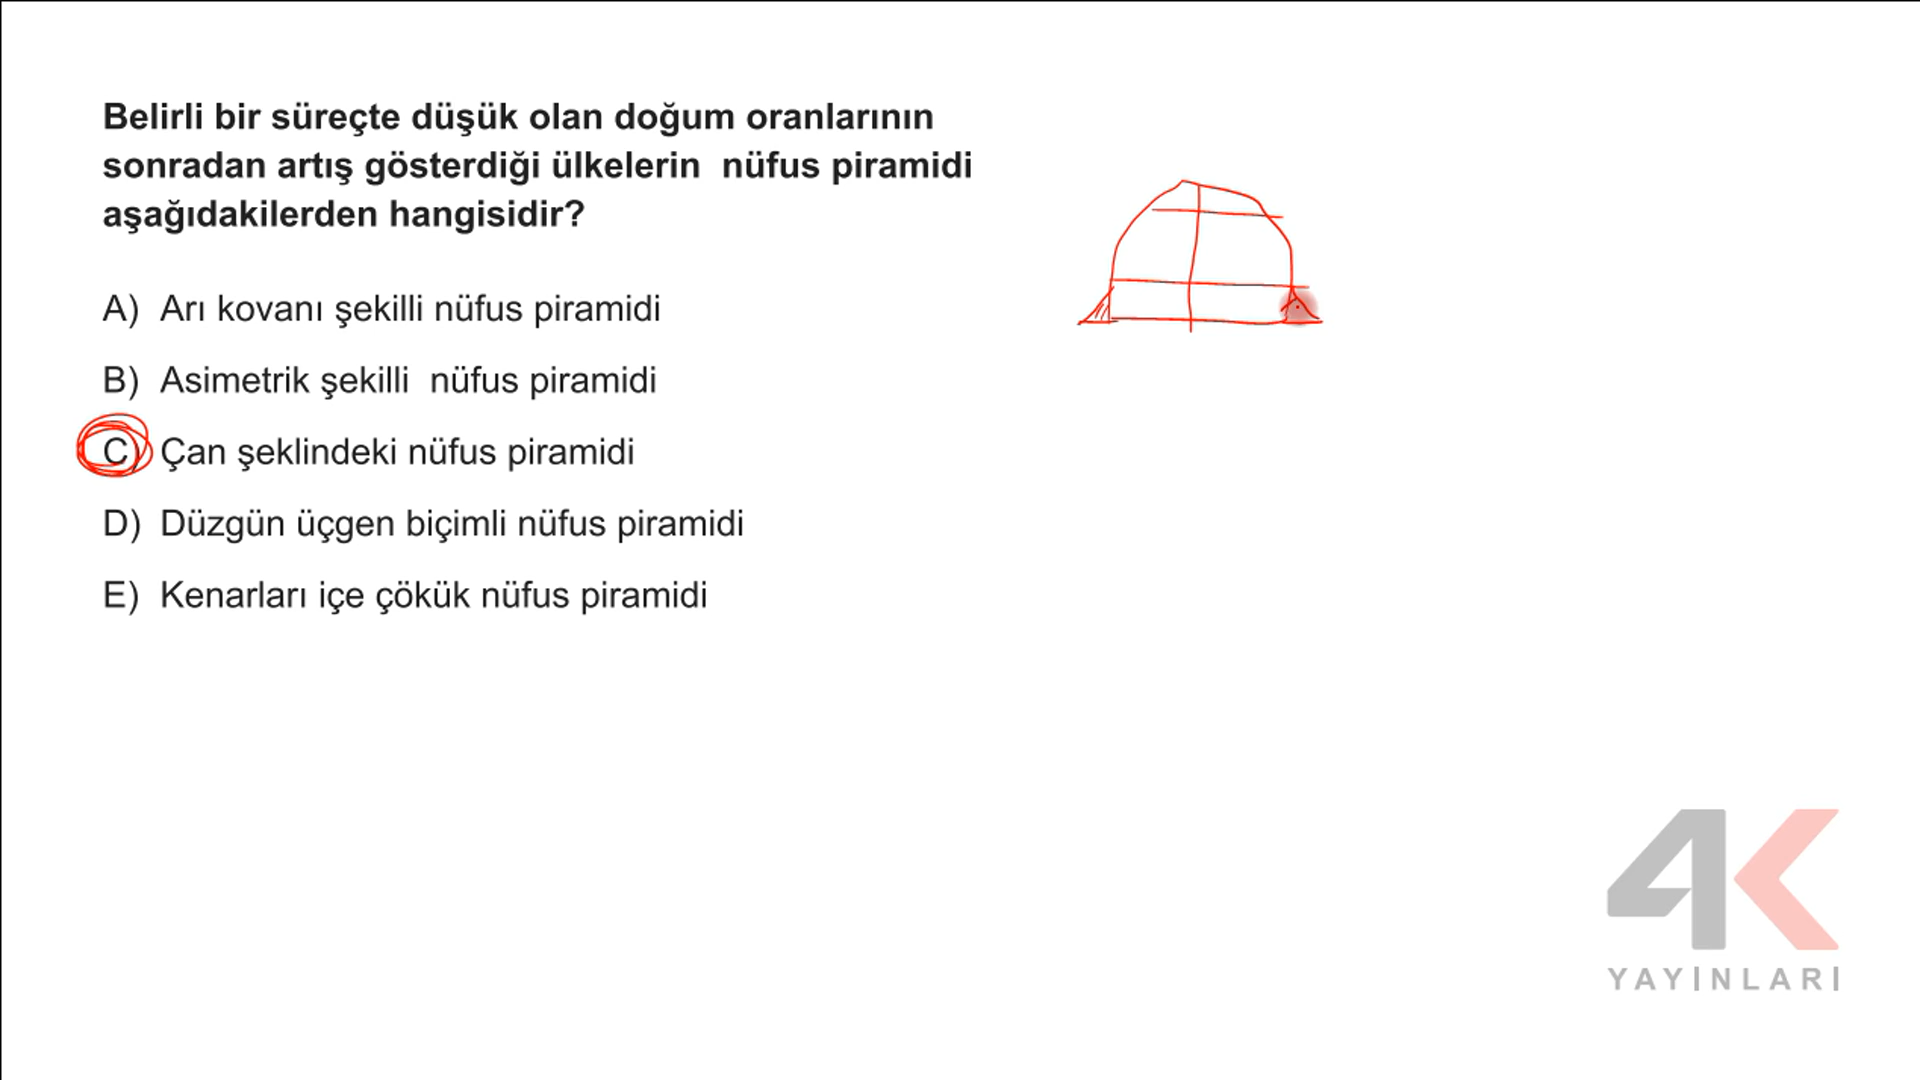 Belirli bir süreçte düşük olan doğum oranlarının
sonradan artış gösterdiği ülkelerin nüfus piramidi
aşağıdakilerden hangisidir?
A) Arı kovanı şekilli nüfus piramidi
B) Asimetrik şekilli nüfus piramidi
C) Çan şeklindeki nüfus piramidi
D) Düzgün üçgen biçimli nüfus piramidi
E) Kenarları içe çökük nüfus piramidi
4K
YAYINLARI